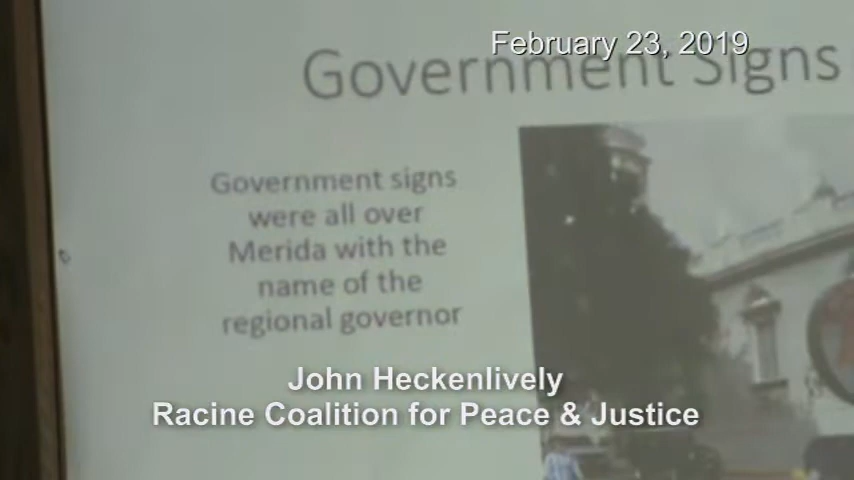 February 23, 2019
Government Signs
Government signs
were all over
Merida with the
name of the
regional governor
John Heckenlively
Racine Coalition for Peace & Justice